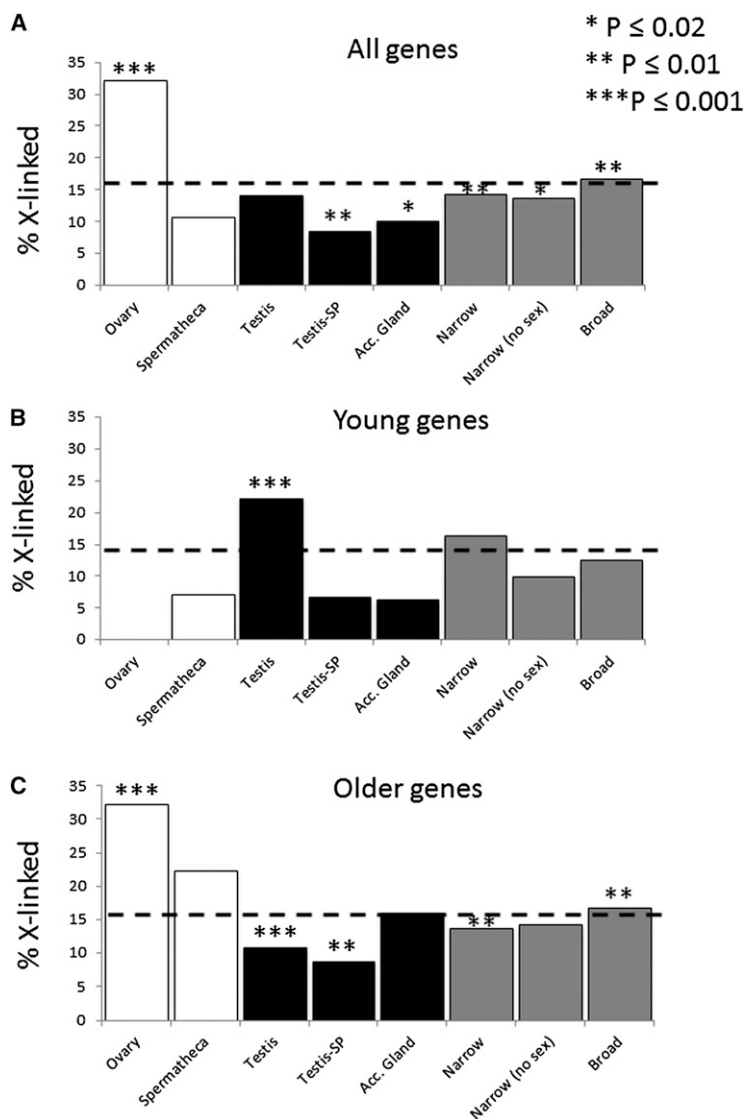 A
All genes
* P ≤ 0.02
** P ≤ 0.01
***P ≤ 0.001
% X-linked
35
30
25
20
15
10
5
0
***
**
*
**
*
**
Ovary
Spermatheca
Testis
Testis-SP
Acc. Gland
Narrow
Narrow (no sex)
Broad
B
Young genes
% X-linked
35
30
25
20
15
10
5
0
***
Ovary
Spermatheca
Testis
Testis-SP
Acc. Gland
Narrow
Narrow (no sex)
Broad
C
Older genes
% X-linked
35
30
25
20
15
10
5
0
***
***
**
**
**
Ovary
Spermatheca
Testis
Testis-SP
Acc. Gland
Narrow
Narrow (no sex)
Broad